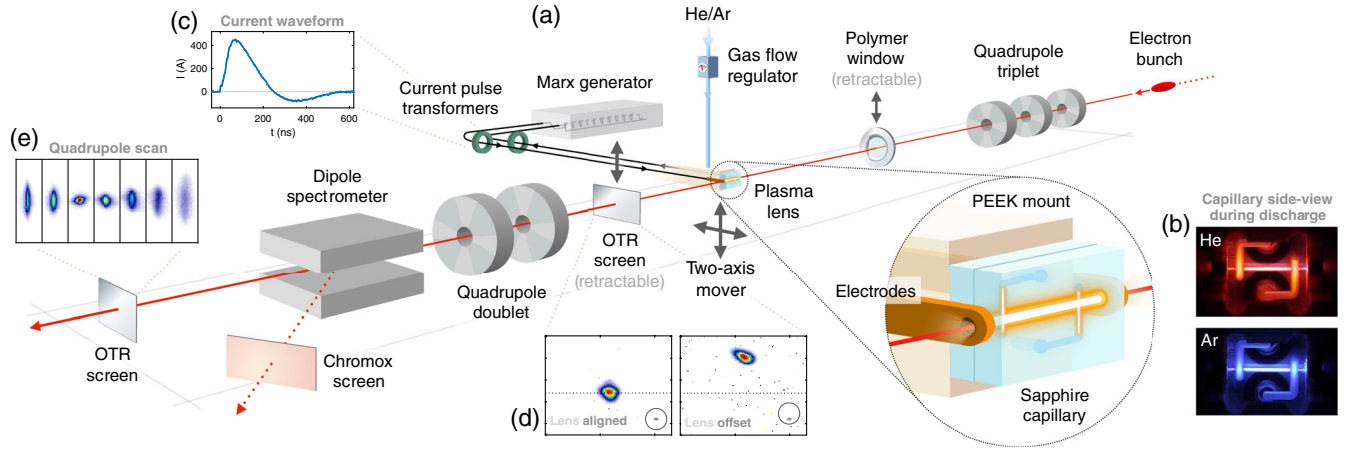 (c)
Current waveform
I (A)
400
200
0
0
200
400
600
t (ns)
(a)
He/Ar
Gas flow
regulator
Marx generator
Current pulse
transformers
Polymer
window
(retractable)
Quadrupole
triplet
Electron
bunch
(e)
Quadrupole scan
Dipole
spectrometer
Plasma
lens
PEEK mount
Capillary side-view
during discharge
(b)
He
Ar
OTR
screen
(retractable)
Two-axis
mover
Electrodes
Quadrupole
doublet
OTR
screen
Chromox
screen
Sapphire
capillary
(d)
Lens aligned
Lens offset